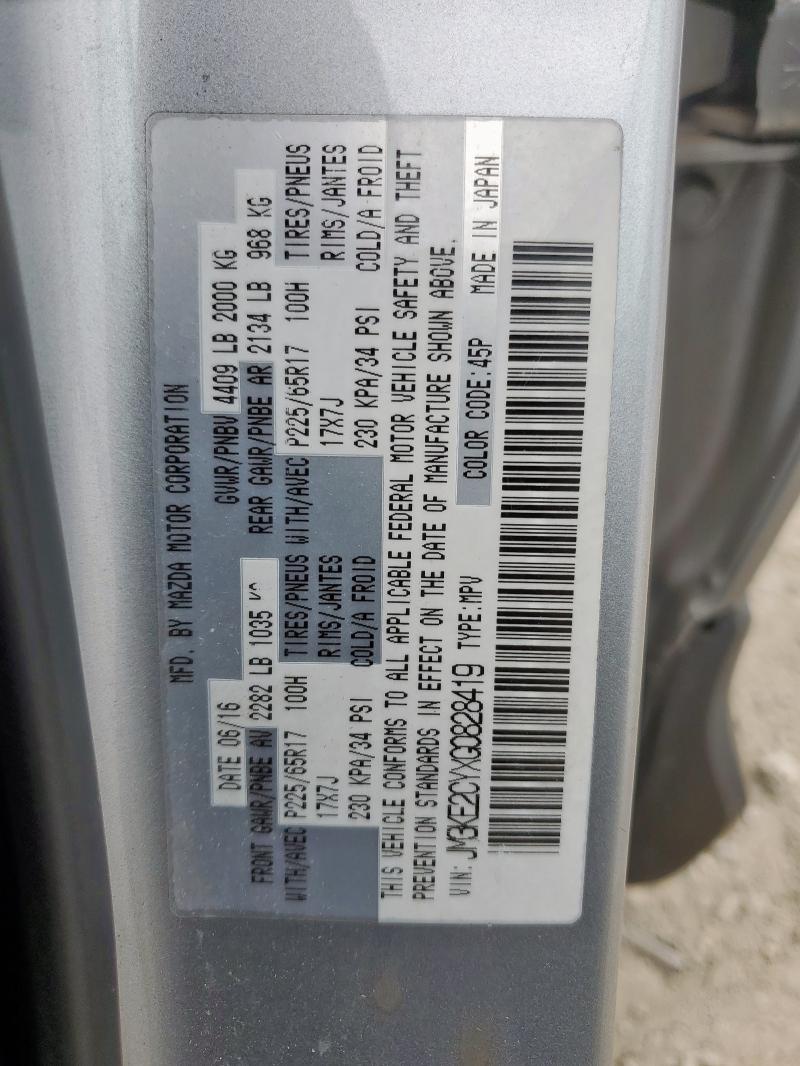 MFD. BY MAZDA MOTOR CORPORATION
DATE 06/16 GVWR/PNBV 4409 LB 2000 KG
FRONT GAWR/PNBE AV 2282 LB 1035 REAR GAWR/PNBE AR 2134 LB 968 KG
WITH/AVEC P225/65R17 100H TIRES/PNEUS WITH/AVEC P225/65R17 100H TIRES/PNEUS
17X7J RIMS/JANTES 17X7J RIMS/JANTES
230 KPA/34 PSI COLD/A FROID 230 KPA/34 PSI COLD/A FROID
THIS VEHICLE CONFORMS TO ALL APPLICABLE FEDERAL MOTOR VEHICLE SAFETY AND THEFT
PREVENTION STANDARDS IN EFFECT ON THE DATE OF MANUFACTURE SHOWN ABOVE.
VIN: JM3KE2CYXG0828419 TYPE:MPV COLOR CODE:45P MADE IN JAPAN